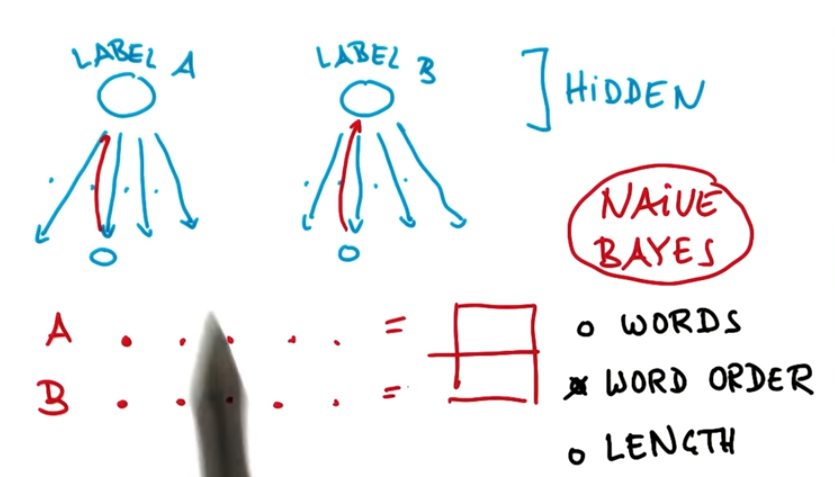 LABEL A
LABEL B
HiDDEN
NAiVE
BAYES
A . . . . . =
B . . . . . =
o WORDS
x WORD ORDER
o LENGTH